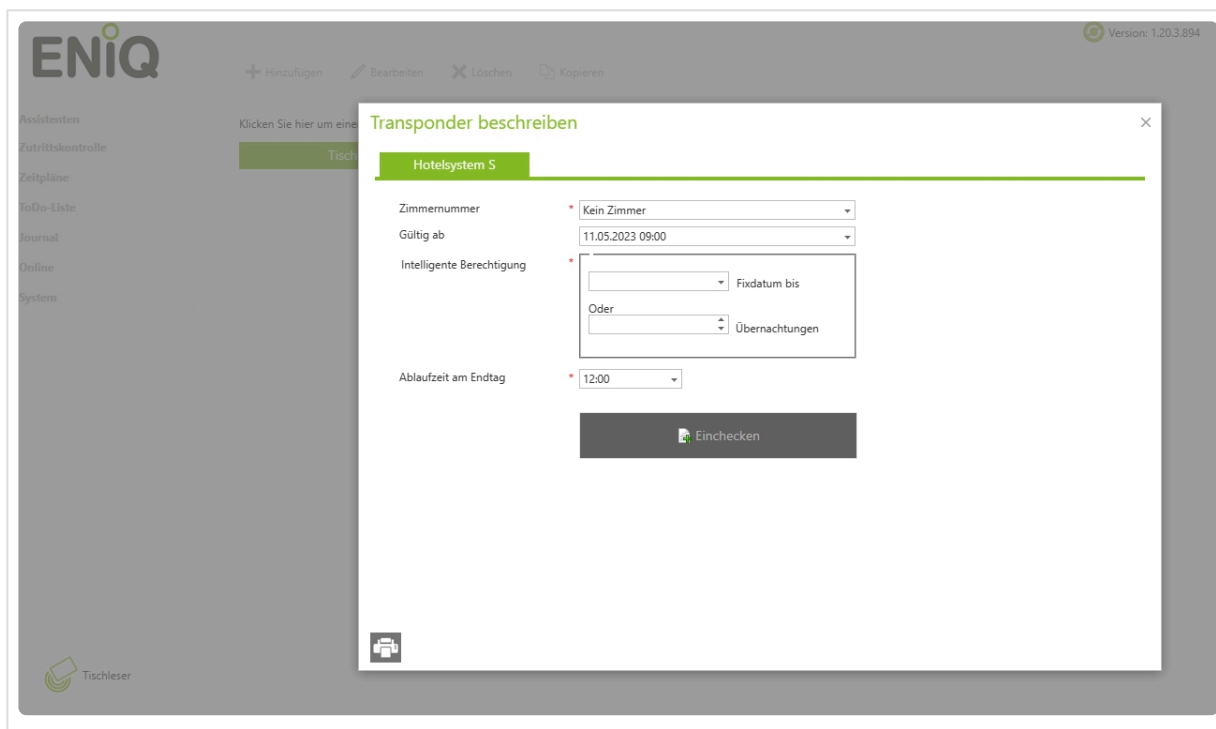 ENiQ
Version: 1.20.3.894
Hinzufügen Bearbeiten Löschen Kopieren
Assistenten
Zutrittskontrolle
Zeitpläne
ToDo-Liste
Journal
Online
System
Klicken Sie hier um eine
Tisch
Transponder beschreiben
Hotelsystem S
Zimmernummer * Kein Zimmer
Gültig ab 11.05.2023 09:00
Intelligente Berechtigung *
Fixdatum bis
Oder
Übernachtungen
Ablaufzeit am Endtag * 12:00
Einchecken
Tischleser